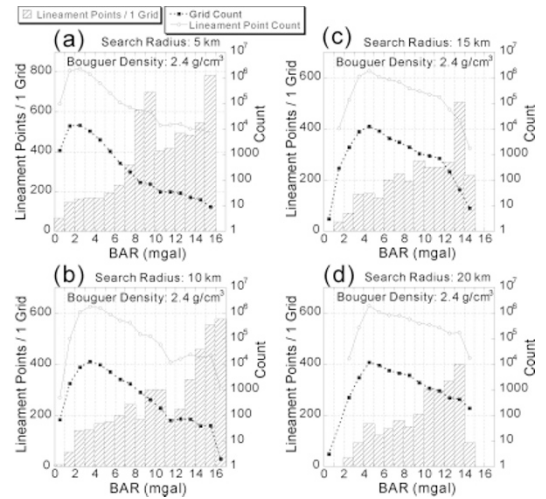 Lineament Points / 1 Grid
Grid Count
Lineament Point Count
(a) Search Radius: 5 km
Bouguer Density: 2.4 g/cm³
Lineament Points / 1 Grid
800
600
400
200
0
10⁷
10⁶
10⁵
10⁴
1000
100
10
1
Count
0 2 4 6 8 10 12 14 16
BAR (mgal)
(c) Search Radius: 15 km
Bouguer Density: 2.4 g/cm³
Lineament Points / 1 Grid
600
400
200
0
10⁷
10⁶
10⁵
10⁴
1000
100
10
1
Count
0 2 4 6 8 10 12 14 16
BAR (mgal)
(b) Search Radius: 10 km
Bouguer Density: 2.4 g/cm³
Lineament Points / 1 Grid
600
400
200
0
10⁷
10⁶
10⁵
10⁴
1000
100
10
1
Count
0 2 4 6 8 10 12 14 16
BAR (mgal)
(d) Search Radius: 20 km
Bouguer Density: 2.4 g/cm³
Lineament Points / 1 Grid
600
400
200
0
10⁷
10⁶
10⁵
10⁴
1000
100
10
1
Count
0 2 4 6 8 10 12 14 16
BAR (mgal)